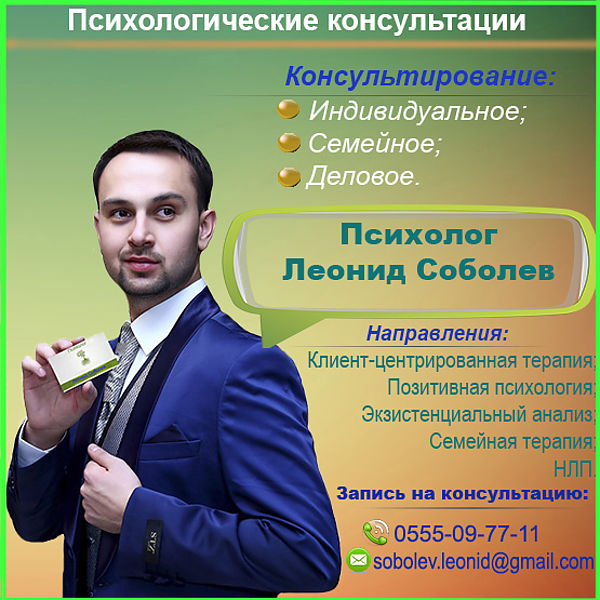 Психологические консультации
Консультирование:
Индивидуальное;
Семейное;
Деловое.
Психолог
Леонид Соболев
Направления:
Клиент-центрированная терапия;
Позитивная психология;
Экзистенциальный анализ;
Семейная терапия;
НЛП.
Запись на консультацию:
0555-09-77-11
sobolev.leonid@gmail.com